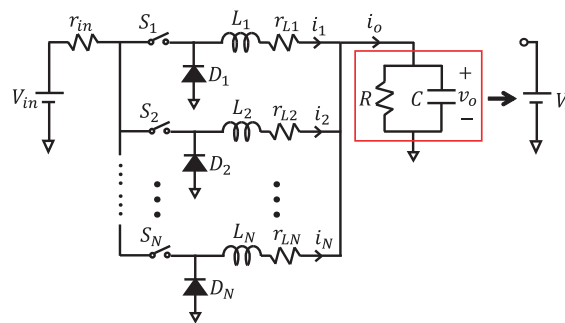 r_in S_1 L_1 r_L1 i_1 i_o
V_in D_1 R C + v_o − V
S_2 L_2 r_L2 i_2
D_2
S_N L_N r_LN i_N
D_N